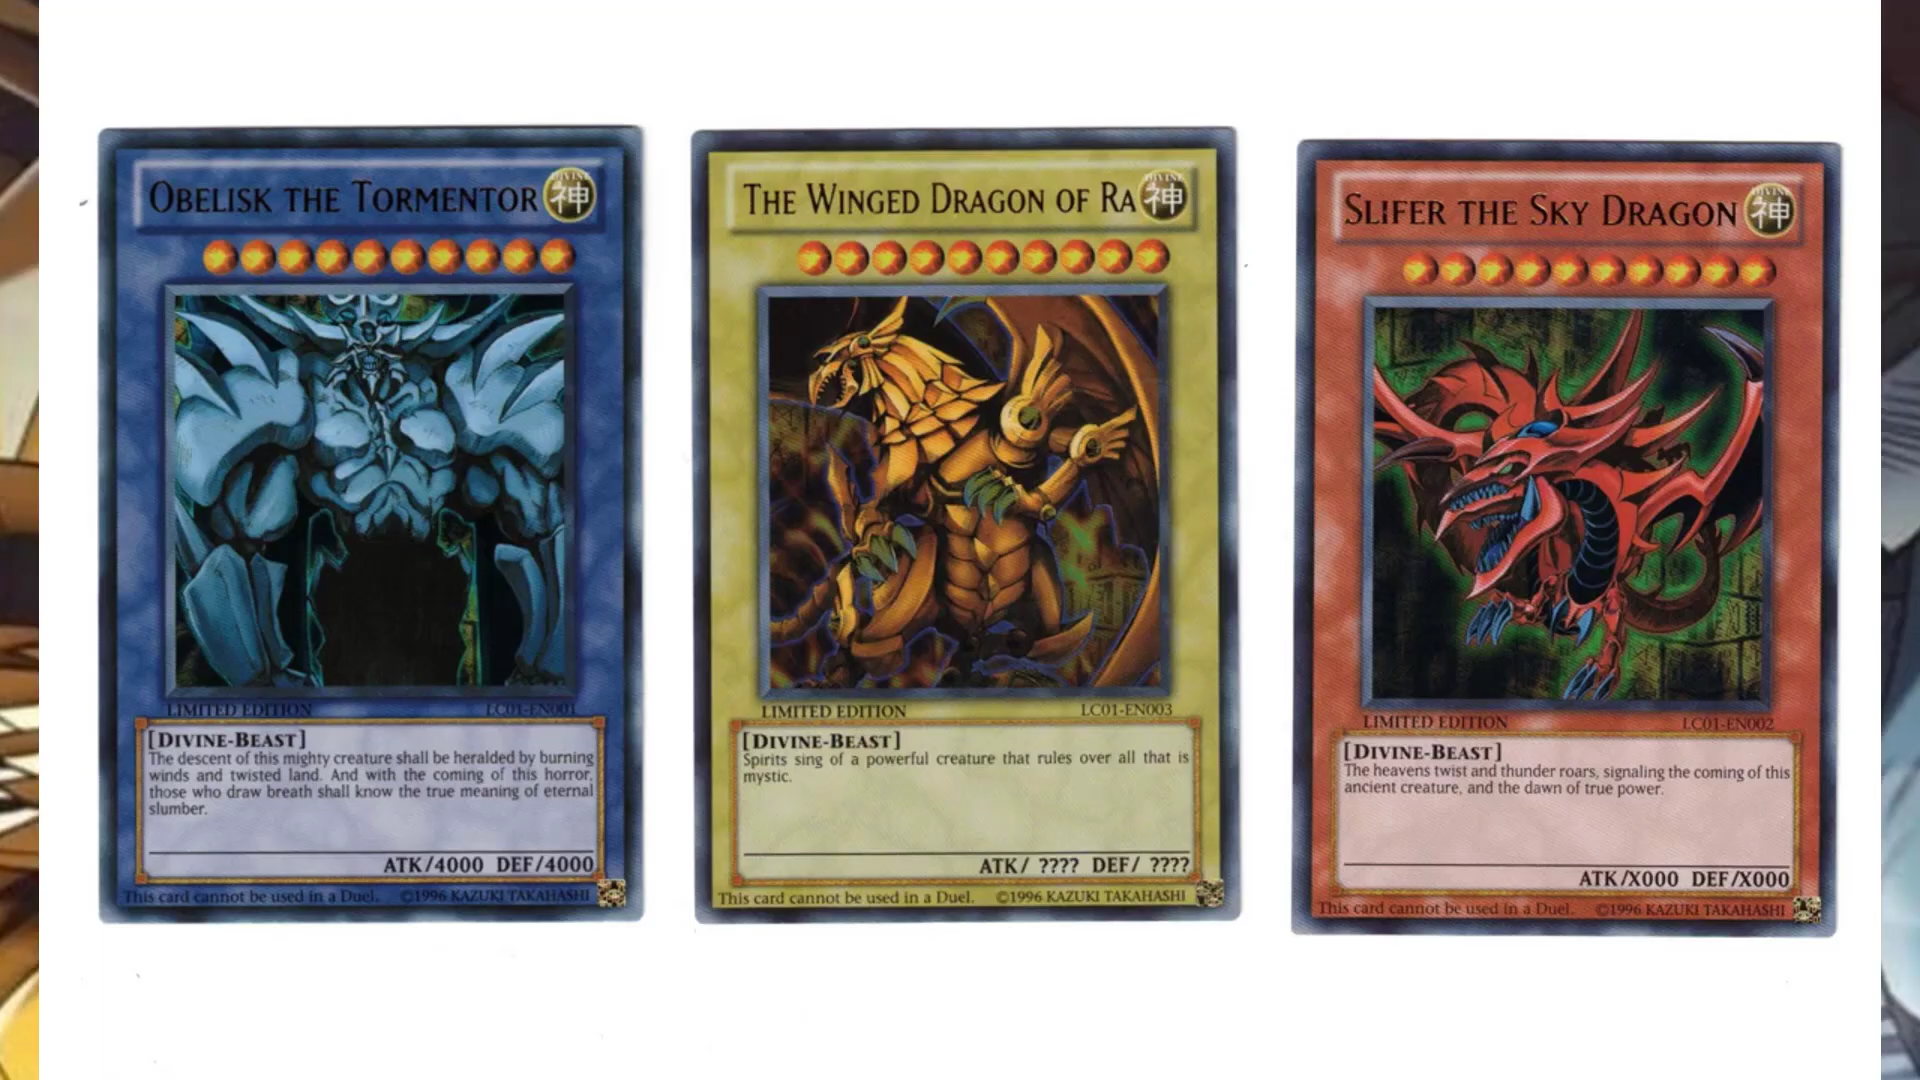 OBELISK THE TORMENTOR
DIVINE
神
LIMITED EDITION LC01-EN001
[DIVINE-BEAST]
The descent of this mighty creature shall be heralded by burning
winds and twisted land. And with the coming of this horror,
those who draw breath shall know the true meaning of eternal
slumber.
ATK/4000 DEF/4000
This card cannot be used in a Duel. ©1996 KAZUKI TAKAHASHI
THE WINGED DRAGON OF RA
DIVINE
神
LIMITED EDITION LC01-EN003
[DIVINE-BEAST]
Spirits sing of a powerful creature that rules over all that is
mystic.
ATK/ ???? DEF/ ????
This card cannot be used in a Duel. ©1996 KAZUKI TAKAHASHI
SLIFER THE SKY DRAGON
DIVINE
神
LIMITED EDITION LC01-EN002
[DIVINE-BEAST]
The heavens twist and thunder roars, signaling the coming of this
ancient creature, and the dawn of true power.
ATK/X000 DEF/X000
This card cannot be used in a Duel. ©1996 KAZUKI TAKAHASHI